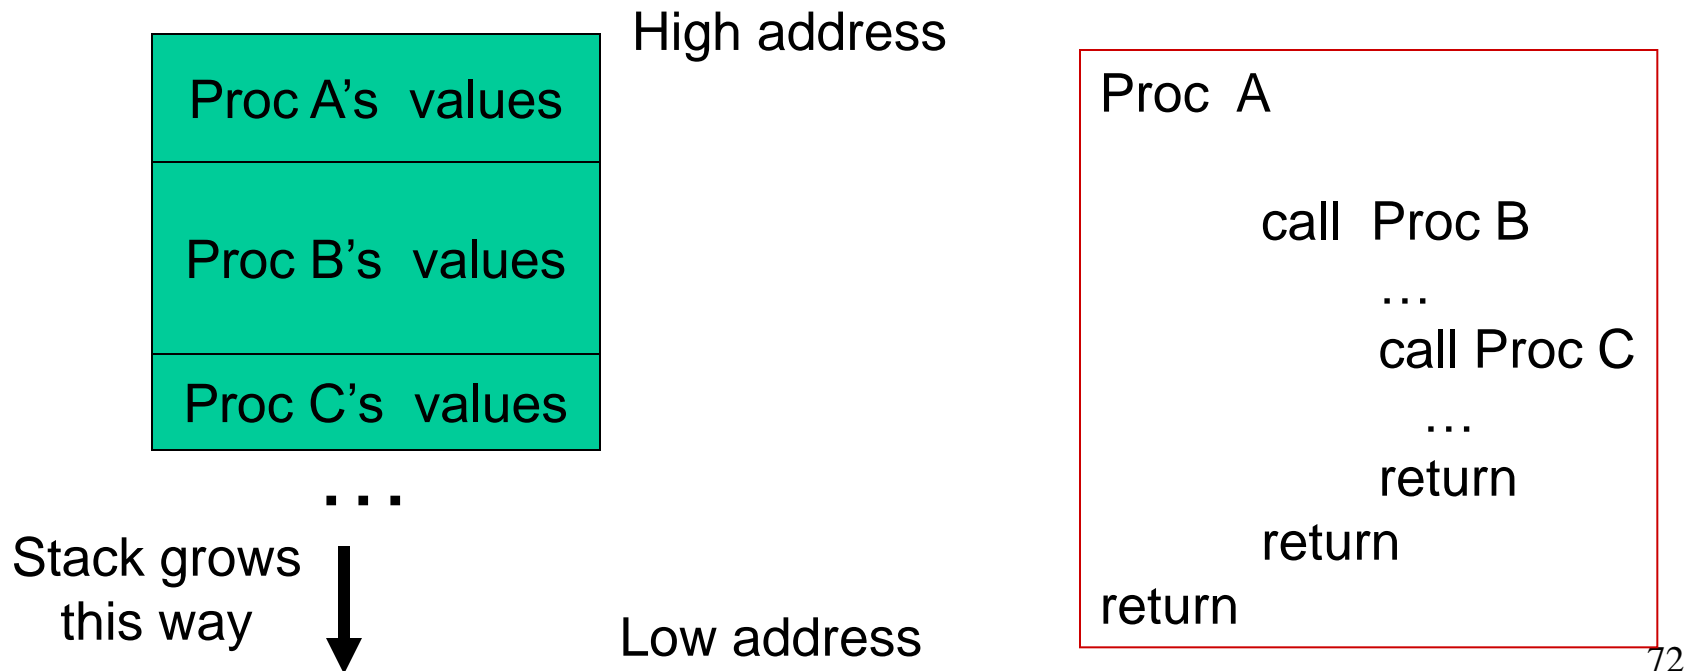 High address
Proc A's values
Proc B's values
Proc C's values
...
Stack grows
this way
Low address
Proc A
call Proc B
...
call Proc C
...
return
return
return
72